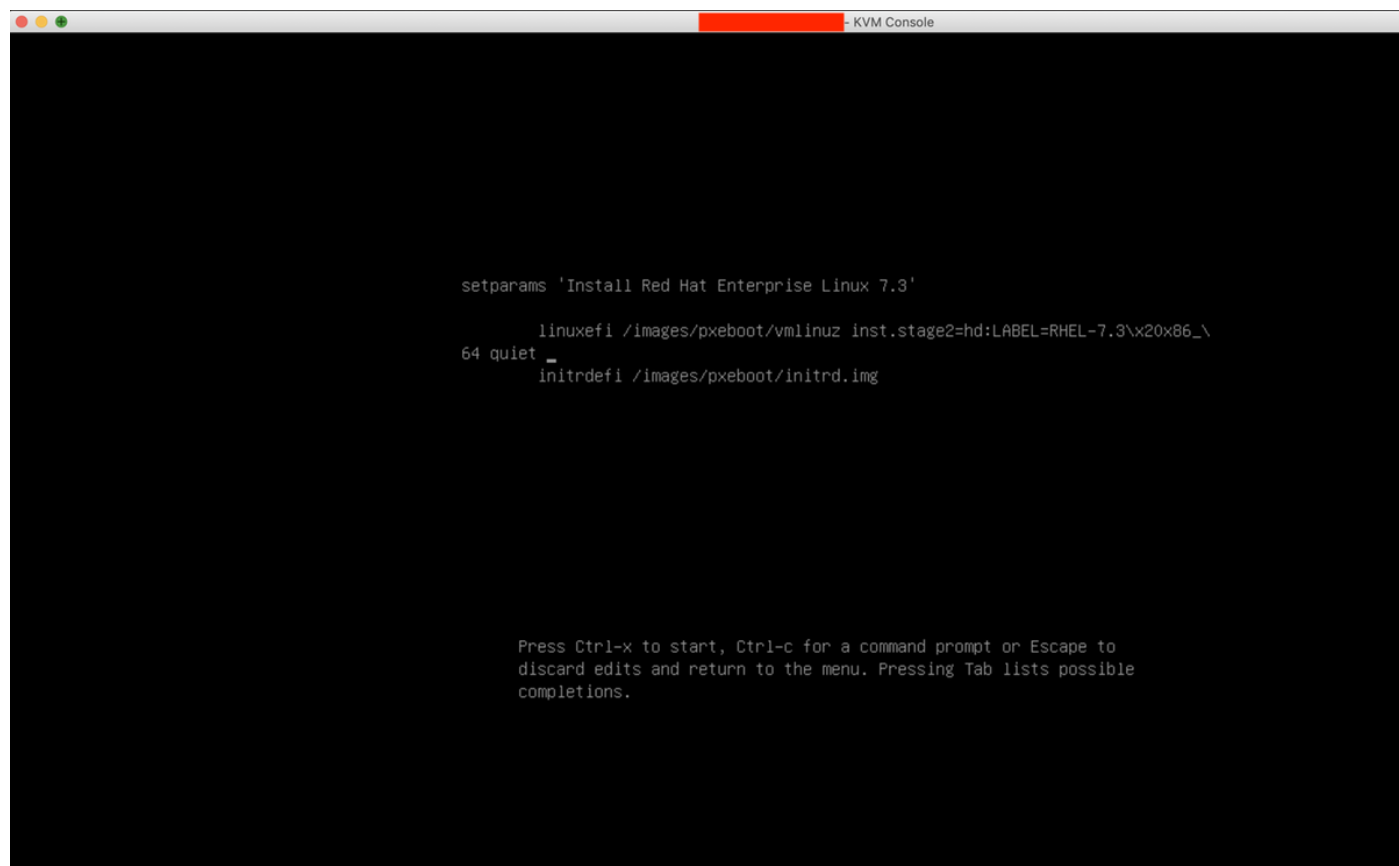 - KVM Console
setparams 'Install Red Hat Enterprise Linux 7.3'
linuxefi /images/pxeboot/vmlinuz inst.stage2=hd:LABEL=RHEL-7.3\x20x86_\
64 quiet _
initrdefi /images/pxeboot/initrd.img
Press Ctrl-x to start, Ctrl-c for a command prompt or Escape to
discard edits and return to the menu. Pressing Tab lists possible
completions.